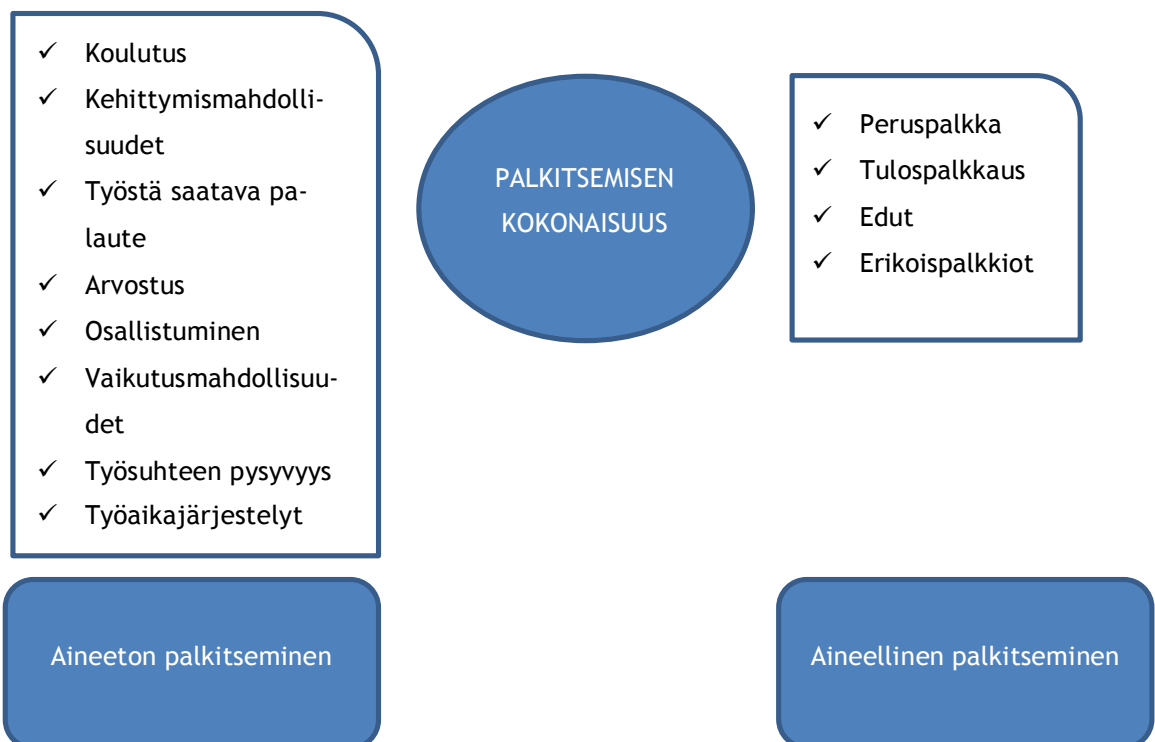 ✓ Koulutus
✓ Kehittymismahdolli-
suudet
✓ Työstä saatava pa-
laute
✓ Arvostus
✓ Osallistuminen
✓ Vaikutusmahdollisuu-
det
✓ Työsuhteen pysyvyys
✓ Työaikajärjestelyt
PALKITSEMISEN
KOKONAISUUS
✓ Peruspalkka
✓ Tulospalkkaus
✓ Edut
✓ Erikoispalkkiot
Aineeton palkitseminen
Aineellinen palkitseminen